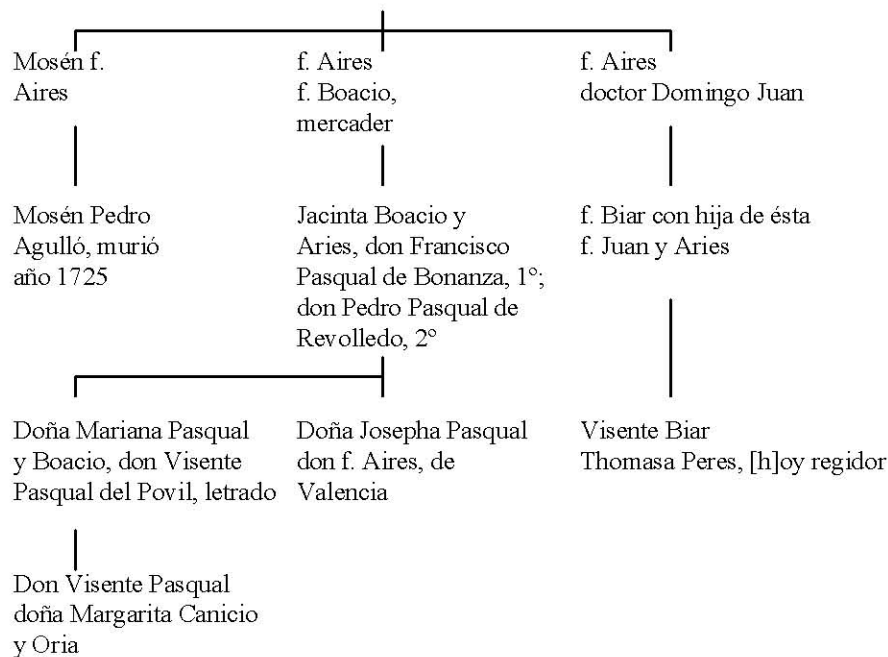 Mosén f.
Aires
f. Aires
f. Boacio,
mercader
f. Aires
doctor Domingo Juan
Mosén Pedro
Agulló, murió
año 1725
Jacinta Boacio y
Aries, don Francisco
Pasqual de Bonanza, 1º;
don Pedro Pasqual de
Revolledo, 2º
f. Biar con hija de ésta
f. Juan y Aries
Doña Mariana Pasqual
y Boacio, don Visente
Pasqual del Povil, letrado
Doña Josepha Pasqual
don f. Aires, de
Valencia
Visente Biar
Thomasa Peres, [h]oy regidor
Don Visente Pasqual
doña Margarita Canicio
y Oria